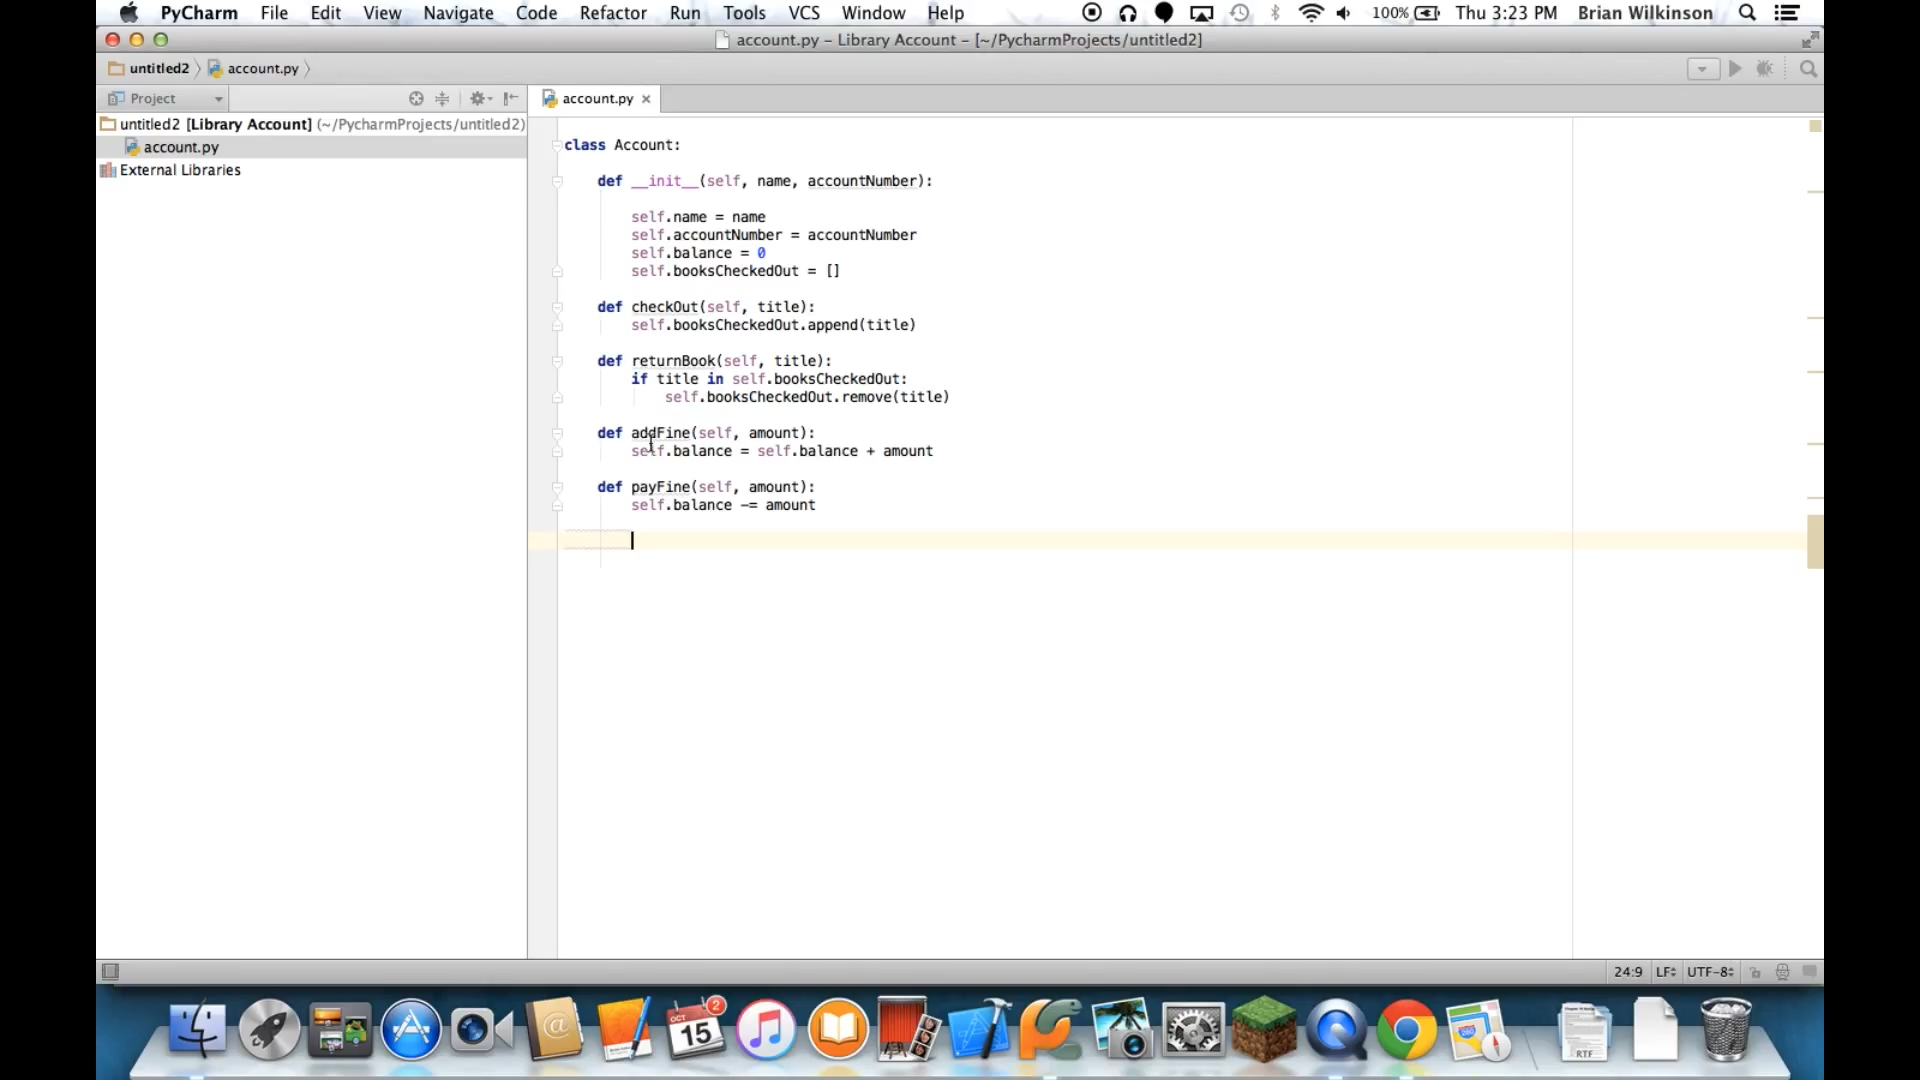 PyCharm File Edit View Navigate Code Refactor Run Tools VCS Window Help 100% Thu 3:23 PM Brian Wilkinson
account.py – Library Account – [~/PycharmProjects/untitled2]
untitled2 account.py
Project
account.py
untitled2 [Library Account] (~/PycharmProjects/untitled2)
account.py
External Libraries
class Account:
def __init__(self, name, accountNumber):
self.name = name
self.accountNumber = accountNumber
self.balance = 0
self.booksCheckedOut = []
def checkOut(self, title):
self.booksCheckedOut.append(title)
def returnBook(self, title):
if title in self.booksCheckedOut:
self.booksCheckedOut.remove(title)
def addFine(self, amount):
self.balance = self.balance + amount
def payFine(self, amount):
self.balance -= amount
24:9 LF UTF-8
OCT
15
2
RTF